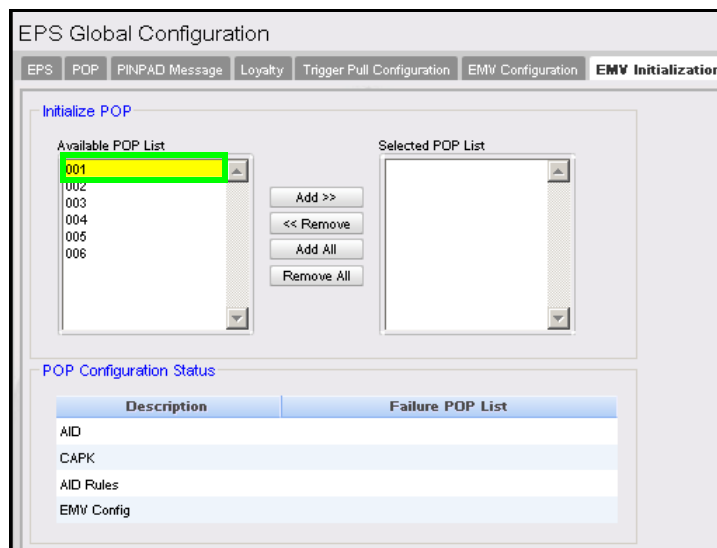 EPS Global Configuration
EPS POP PINPAD Message Loyalty Trigger Pull Configuration EMV Configuration EMV Initialization
Initialize POP
Available POP List Selected POP List
001
002
003
004
005
006
Add >>
<< Remove
Add All
Remove All
POP Configuration Status
Description Failure POP List
AID
CAPK
AID Rules
EMV Config